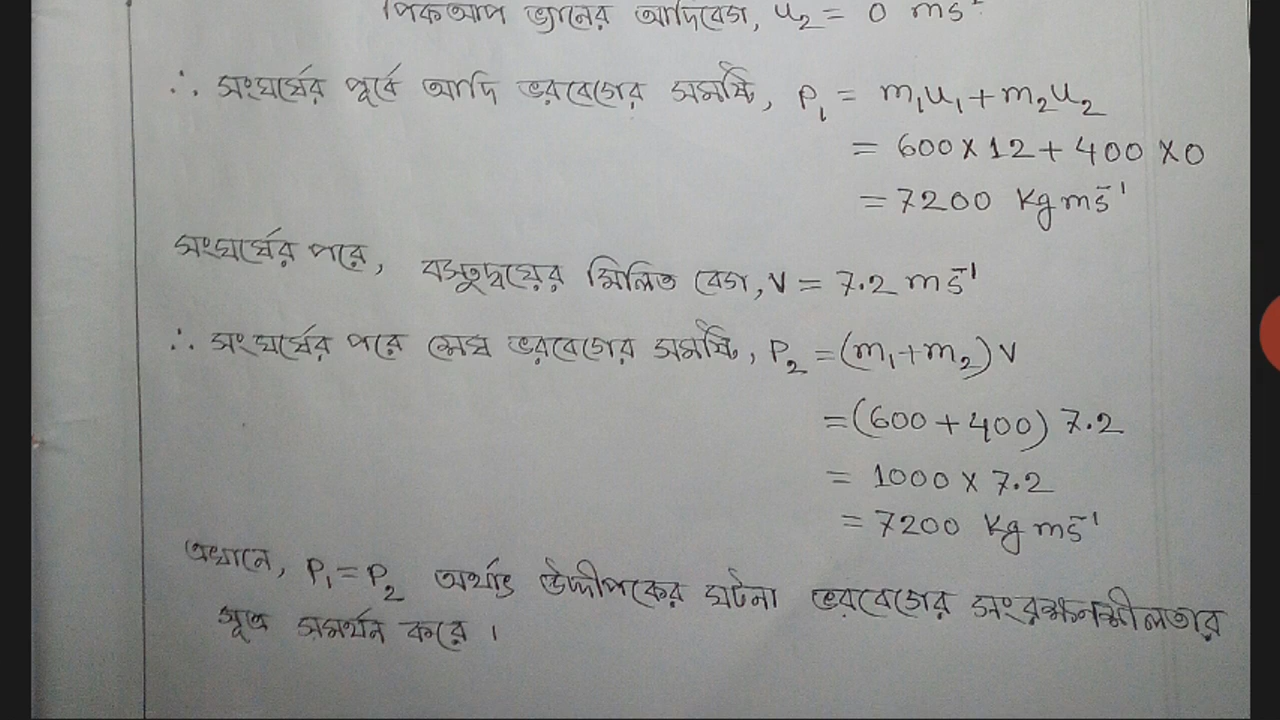 পিকআপ ভ্যানের আদিবেগ, u₂ = 0 ms⁻¹
∴ সংঘর্ষের পূর্বে আদি ভরবেগের সমষ্টি, P₁ = m₁u₁+m₂u₂
= 600×12+400×0
= 7200 Kg ms⁻¹
সংঘর্ষের পরে, বস্তুদ্বয়ের মিলিত বেগ, v = 7.2 ms⁻¹
∴ সংঘর্ষের পরে শেষ ভরবেগের সমষ্টি, P₂ = (m₁+m₂) v
= (600+400) 7.2
= 1000 × 7.2
= 7200 Kg ms⁻¹
এখানে, P₁ = P₂ অর্থাৎ উদ্দীপকের ঘটনা ভরবেগের সংরক্ষনশীলতার
সূত্র সমর্থন করে।